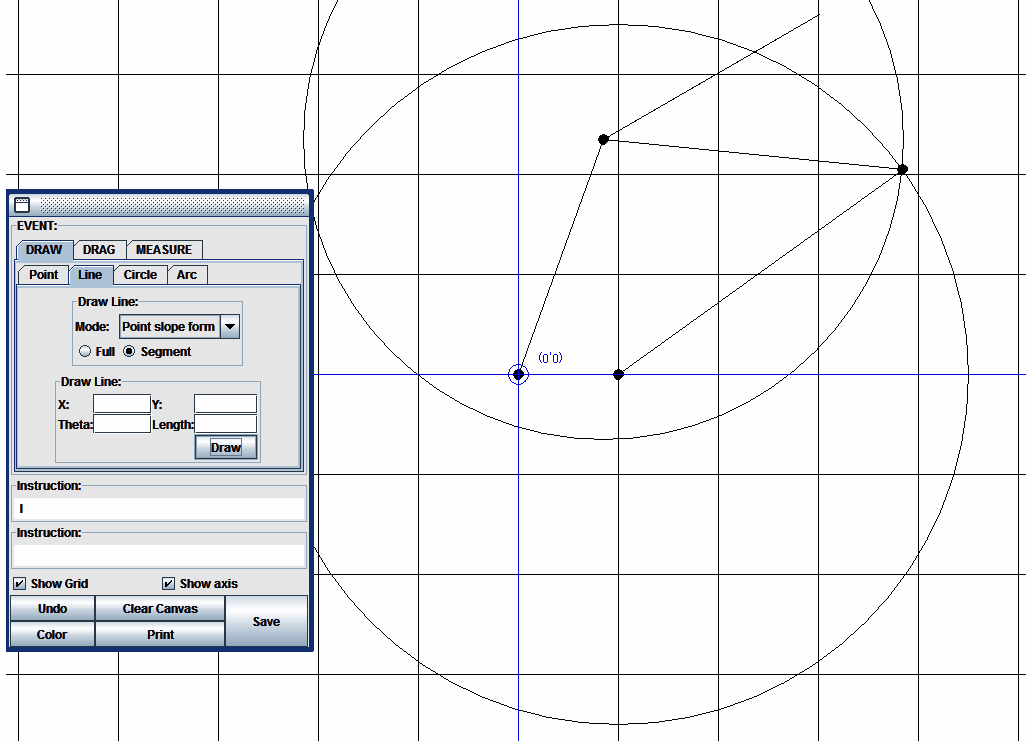 (0'0)
EVENT:
DRAW DRAG MEASURE
Point Line Circle Arc
Draw Line:
Mode: Point slope form
Full Segment
Draw Line:
X: Y:
Theta: Length:
Draw
Instruction:
I
Instruction:
Show Grid Show axis
Undo Clear Canvas Save
Color Print